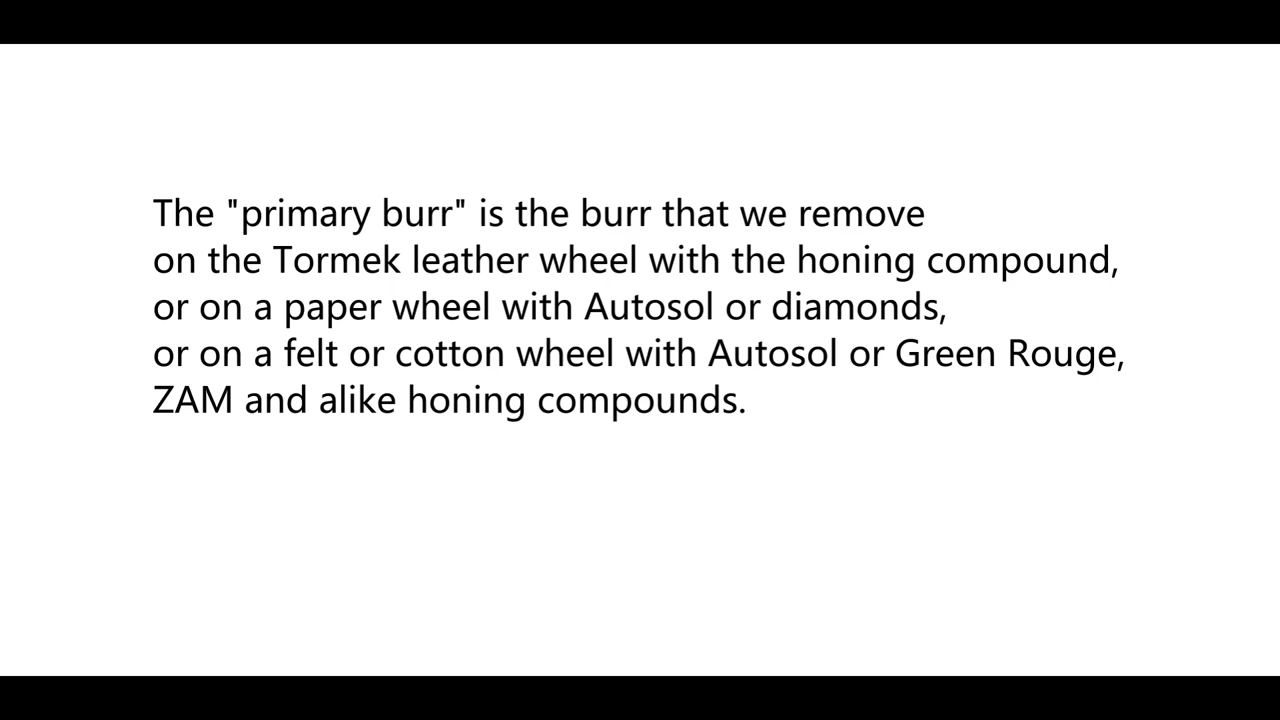 The "primary burr" is the burr that we remove
on the Tormek leather wheel with the honing compound,
or on a paper wheel with Autosol or diamonds,
or on a felt or cotton wheel with Autosol or Green Rouge,
ZAM and alike honing compounds.